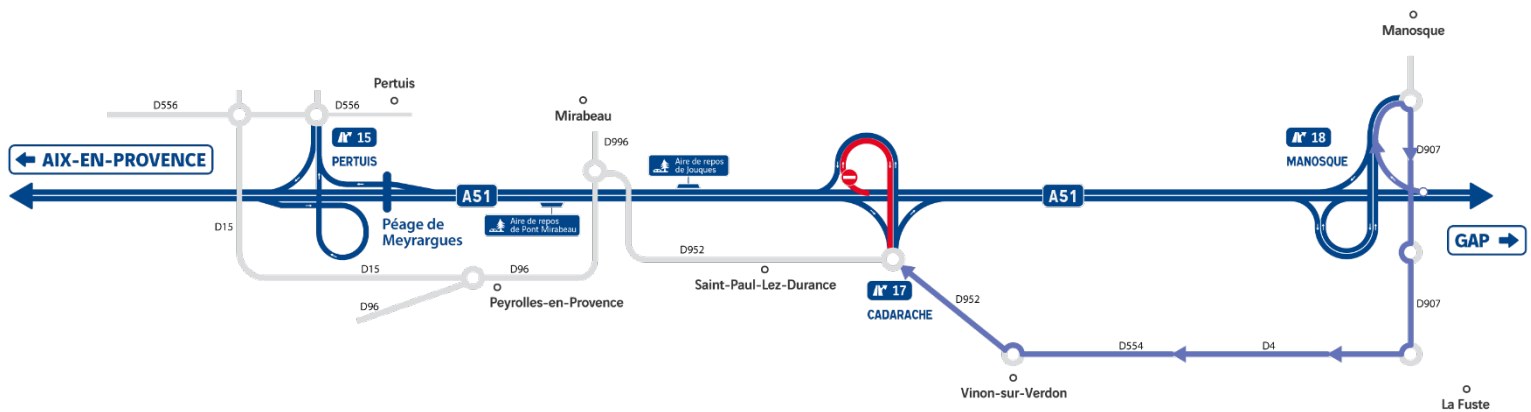 Manosque
Pertuis
Mirabeau
D556
D556
15
PERTUIS
D996
18
MANOSQUE
D907
AIX-EN-PROVENCE
Aire de repos
de Jouques
A51
A51
Péage de
Meyrargues
Aire de repos
de Pont Mirabeau
D15
GAP
D952
D15
D96
Saint-Paul-Lez-Durance
Peyrolles-en-Provence
D96
17
CADARACHE
D952
D907
D554
D4
Vinon-sur-Verdon
La Fuste